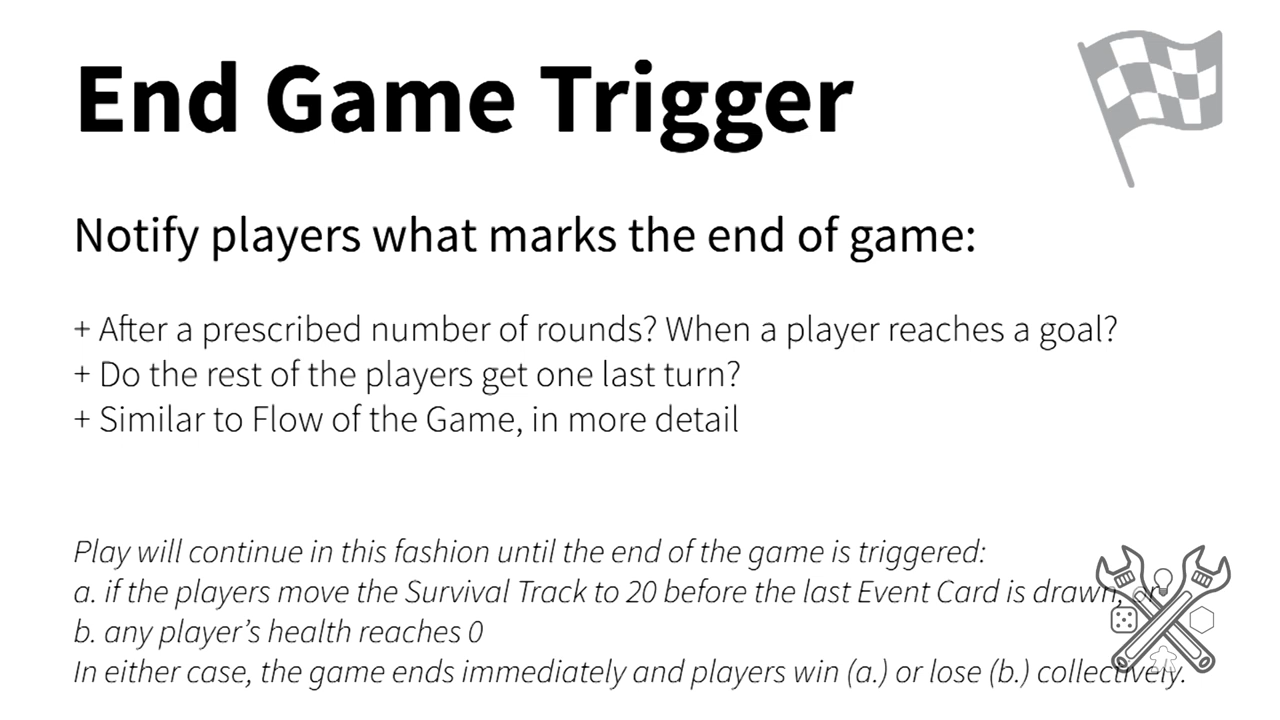 End Game Trigger
Notify players what marks the end of game:
+ After a prescribed number of rounds? When a player reaches a goal?
+ Do the rest of the players get one last turn?
+ Similar to Flow of the Game, in more detail
Play will continue in this fashion until the end of the game is triggered:
a. if the players move the Survival Track to 20 before the last Event Card is drawn, or
b. any player's health reaches 0
In either case, the game ends immediately and players win (a.) or lose (b.) collectively.